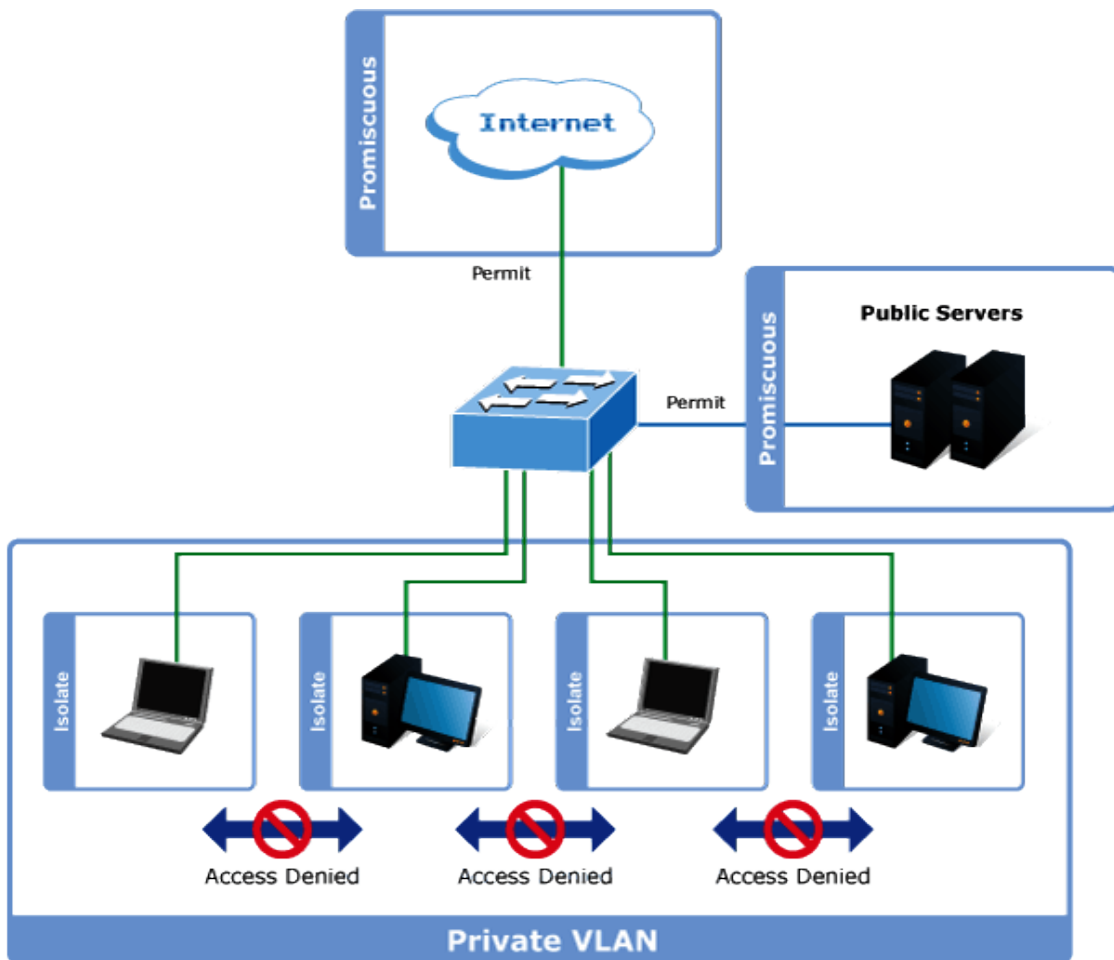 Promiscuous
Internet
Permit
Promiscuous
Public Servers
Permit
Isolate
Isolate
Isolate
Isolate
Access Denied
Access Denied
Access Denied
Private VLAN